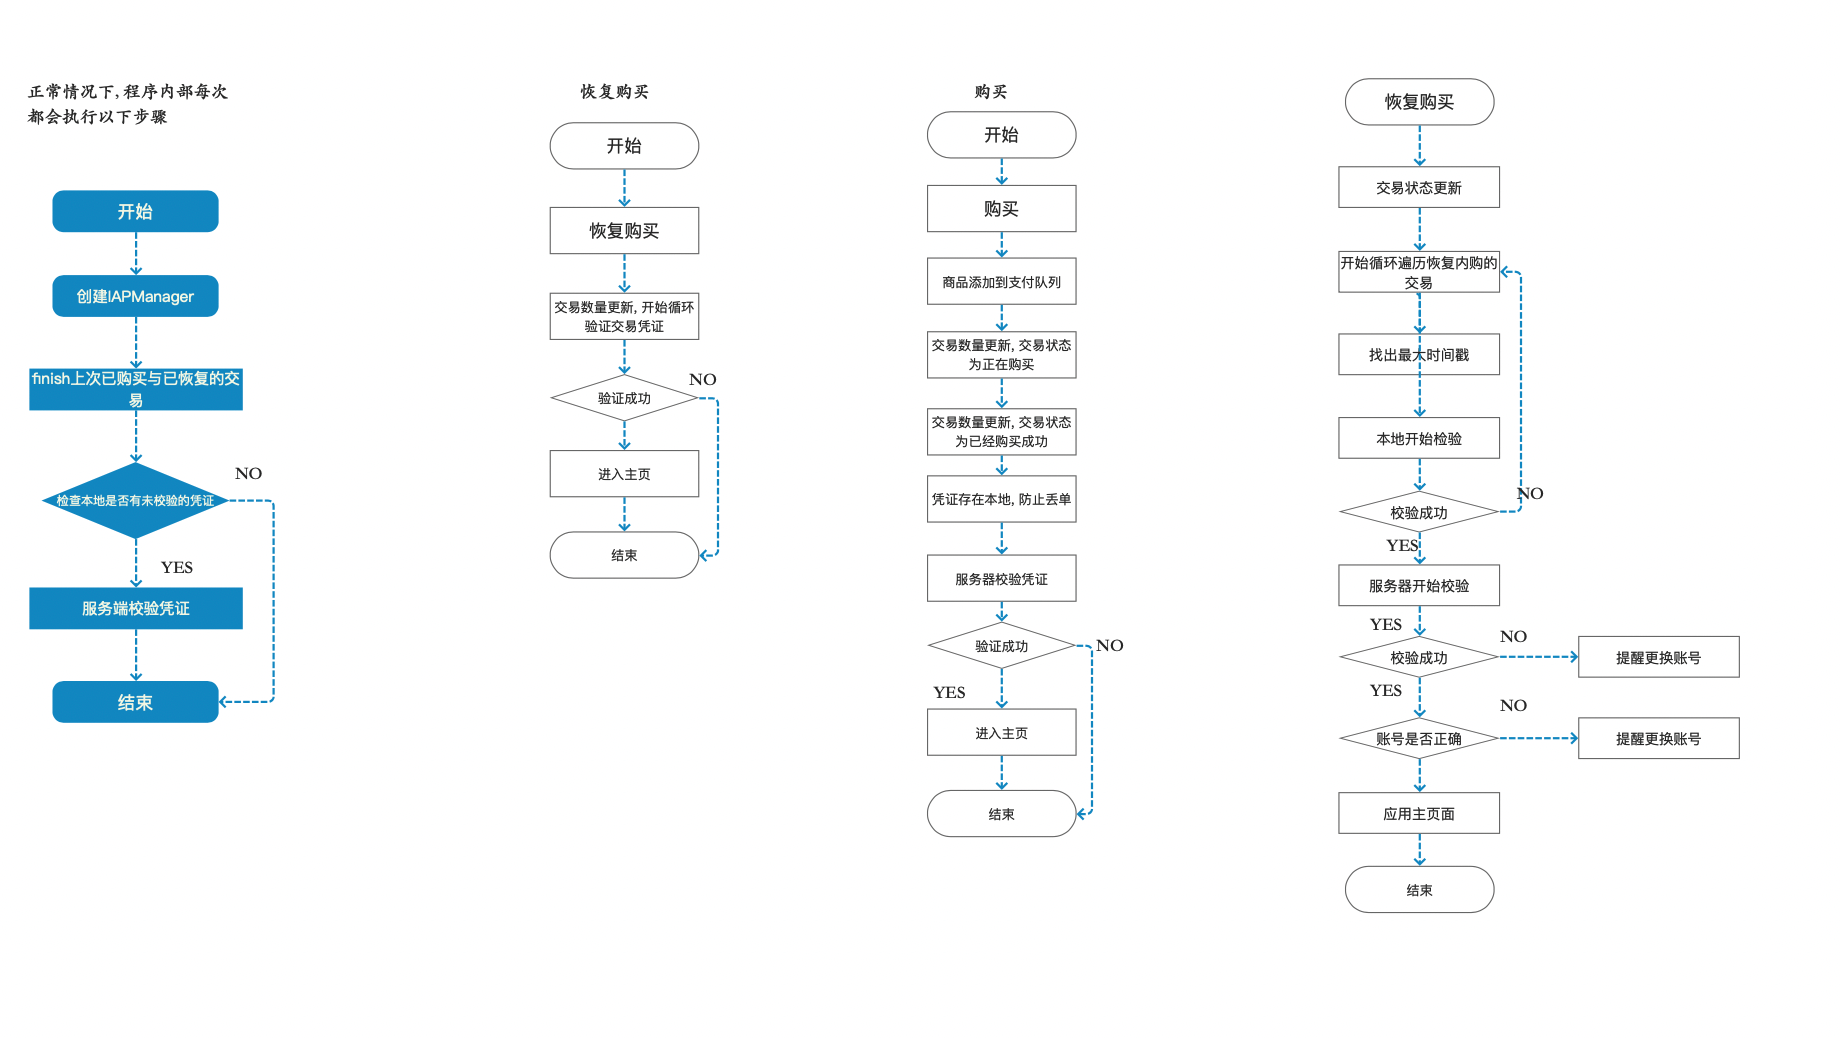 正常情况下,程序内部每次
都会执行以下步骤
开始
创建IAPManager
finish上次已购买与已恢复的交
易
检查本地是否有未校验的凭证
NO
YES
服务端校验凭证
结束
恢复购买
开始
恢复购买
交易数量更新,开始循环
验证交易凭证
验证成功
NO
进入主页
结束
购买
开始
购买
商品添加到支付队列
交易数量更新,交易状态
为正在购买
交易数量更新,交易状态
为已经购买成功
凭证存在本地,防止丢单
服务器校验凭证
验证成功
NO
YES
进入主页
结束
恢复购买
交易状态更新
开始循环遍历恢复内购的
交易
找出最大时间戳
本地开始检验
校验成功
NO
YES
服务器开始校验
YES
校验成功
NO
提醒更换账号
YES
账号是否正确
NO
提醒更换账号
应用主页面
结束